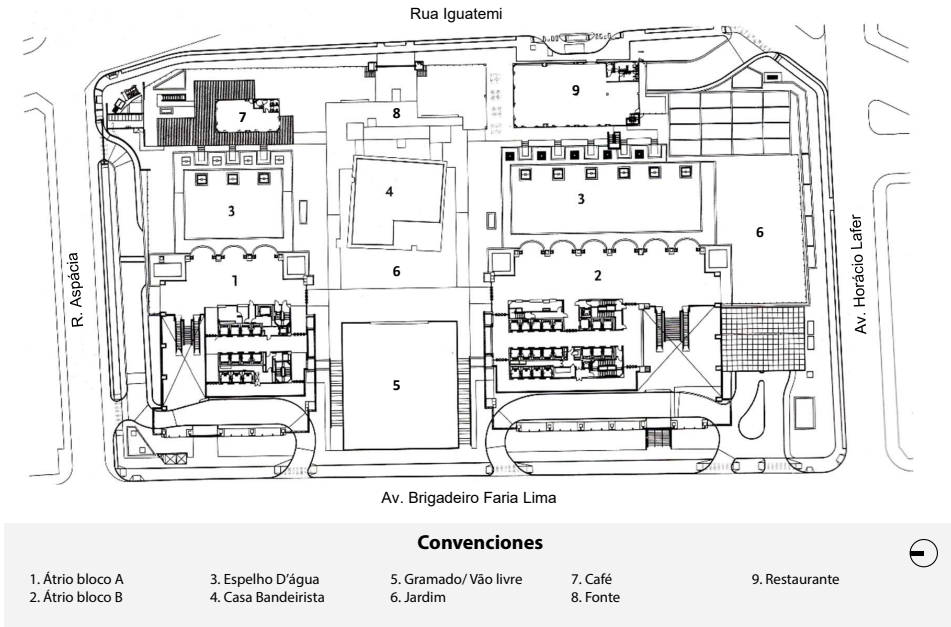 Rua Iguatemi
9
7
8
4
3
3
6
R. Aspácia
Av. Horácio Lafer
1
6
2
5
Av. Brigadeiro Faria Lima
Convenciones
1. Átrio bloco A
2. Átrio bloco B
3. Espelho D'água
4. Casa Bandeirista
5. Gramado/ Vão livre
6. Jardim
7. Café
8. Fonte
9. Restaurante